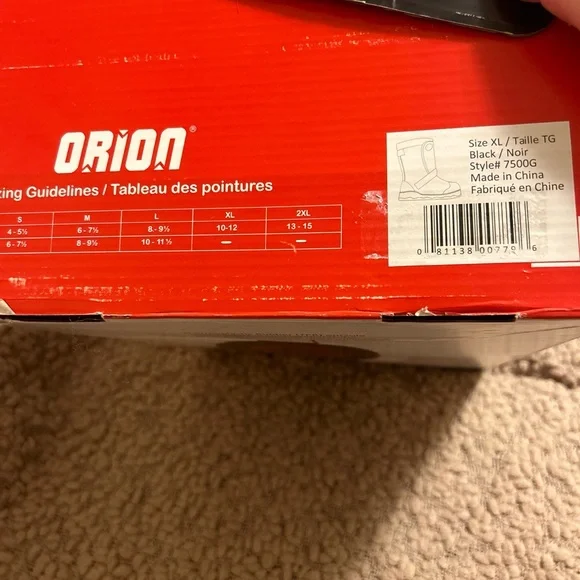 ORION®
zing Guidelines / Tableau des pointures
S M L XL 2XL
4 - 5½ 6 - 7½ 8 - 9½ 10-12 13 - 15
6 - 7½ 8 - 9½ 10 - 11½ – –
Size XL / Taille TG
Black / Noir
Style# 7500G
Made in China
Fabriqué en Chine
0 81138 00779 6